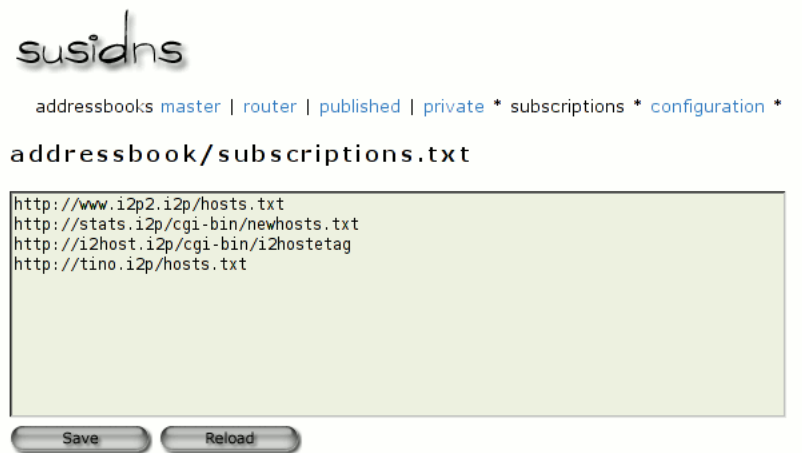 susidns
addressbooks master | router | published | private * subscriptions * configuration *
addressbook/subscriptions.txt
http://www.i2p2.i2p/hosts.txt
http://stats.i2p/cgi-bin/newhosts.txt
http://i2host.i2p/cgi-bin/i2hostetag
http://tino.i2p/hosts.txt
Save Reload